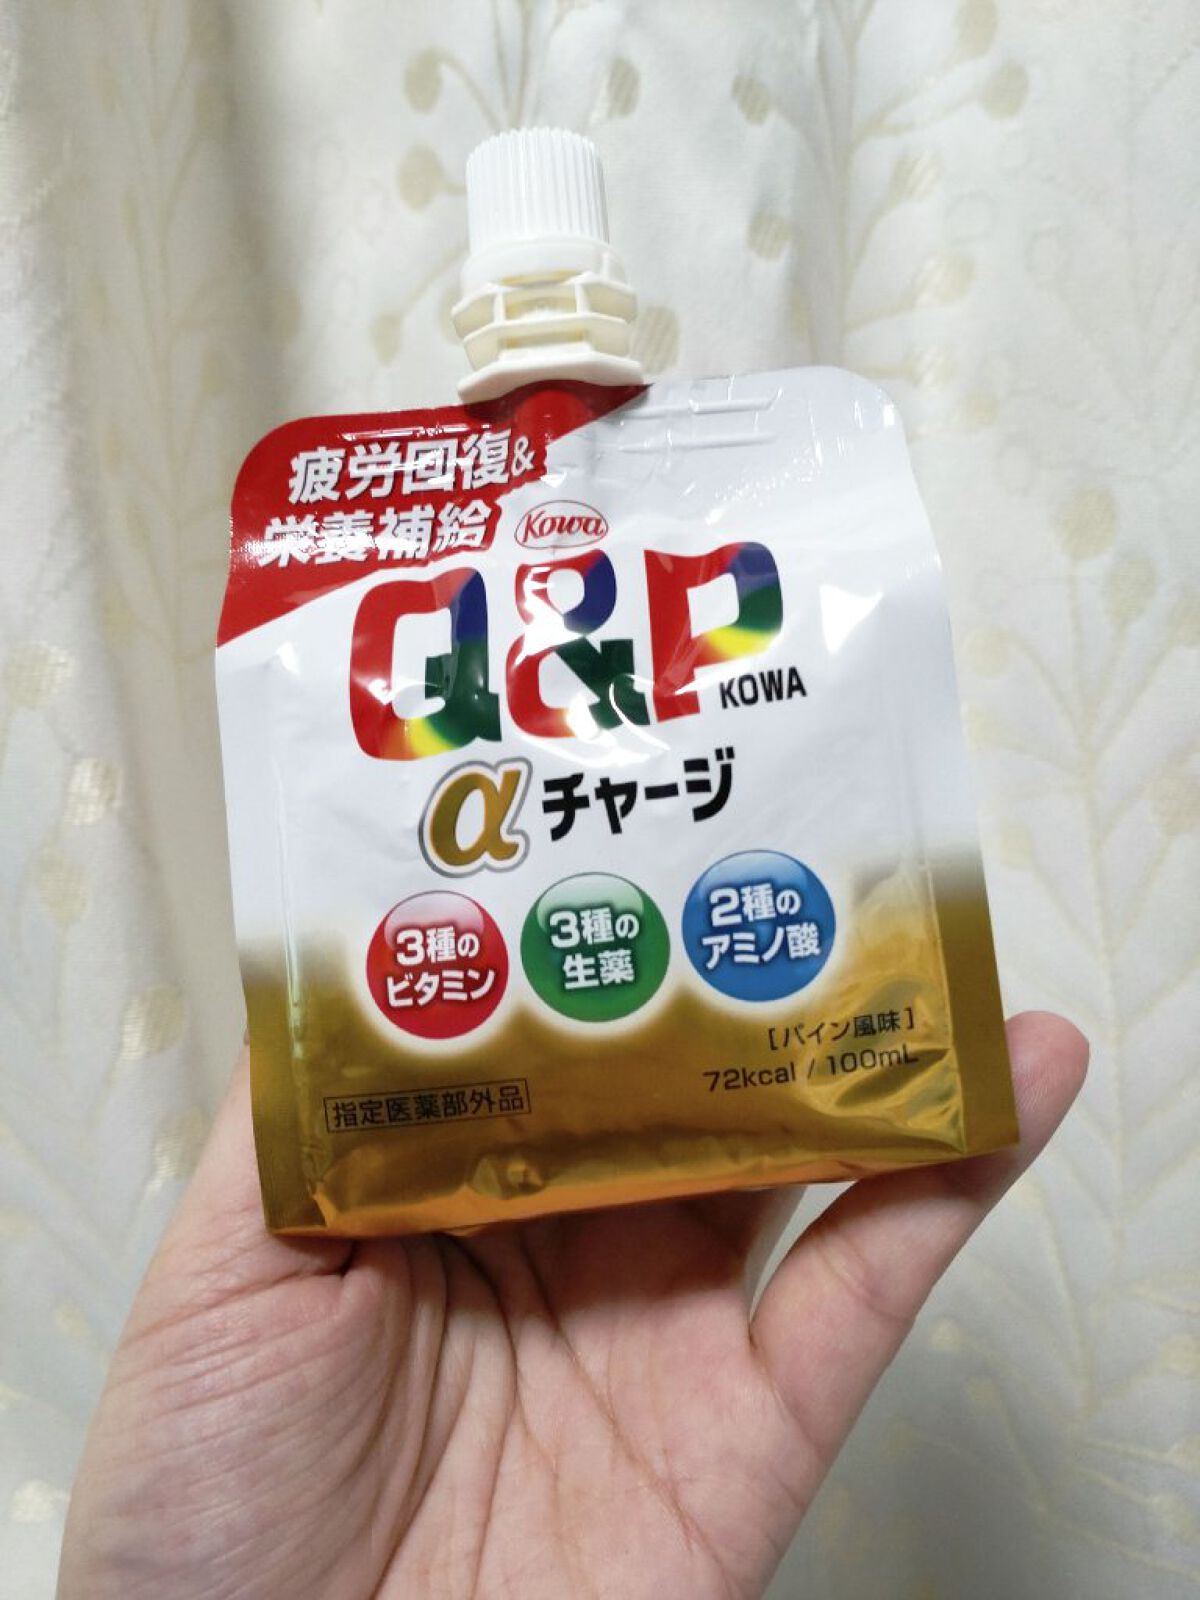 疲労回復&
栄養補給
Kowa
Q&P
KOWA
αチャージ
3種の
ビタミン
3種の
生薬
2種の
アミノ酸
[パイン風味]
72kcal / 100mL
指定医薬部外品